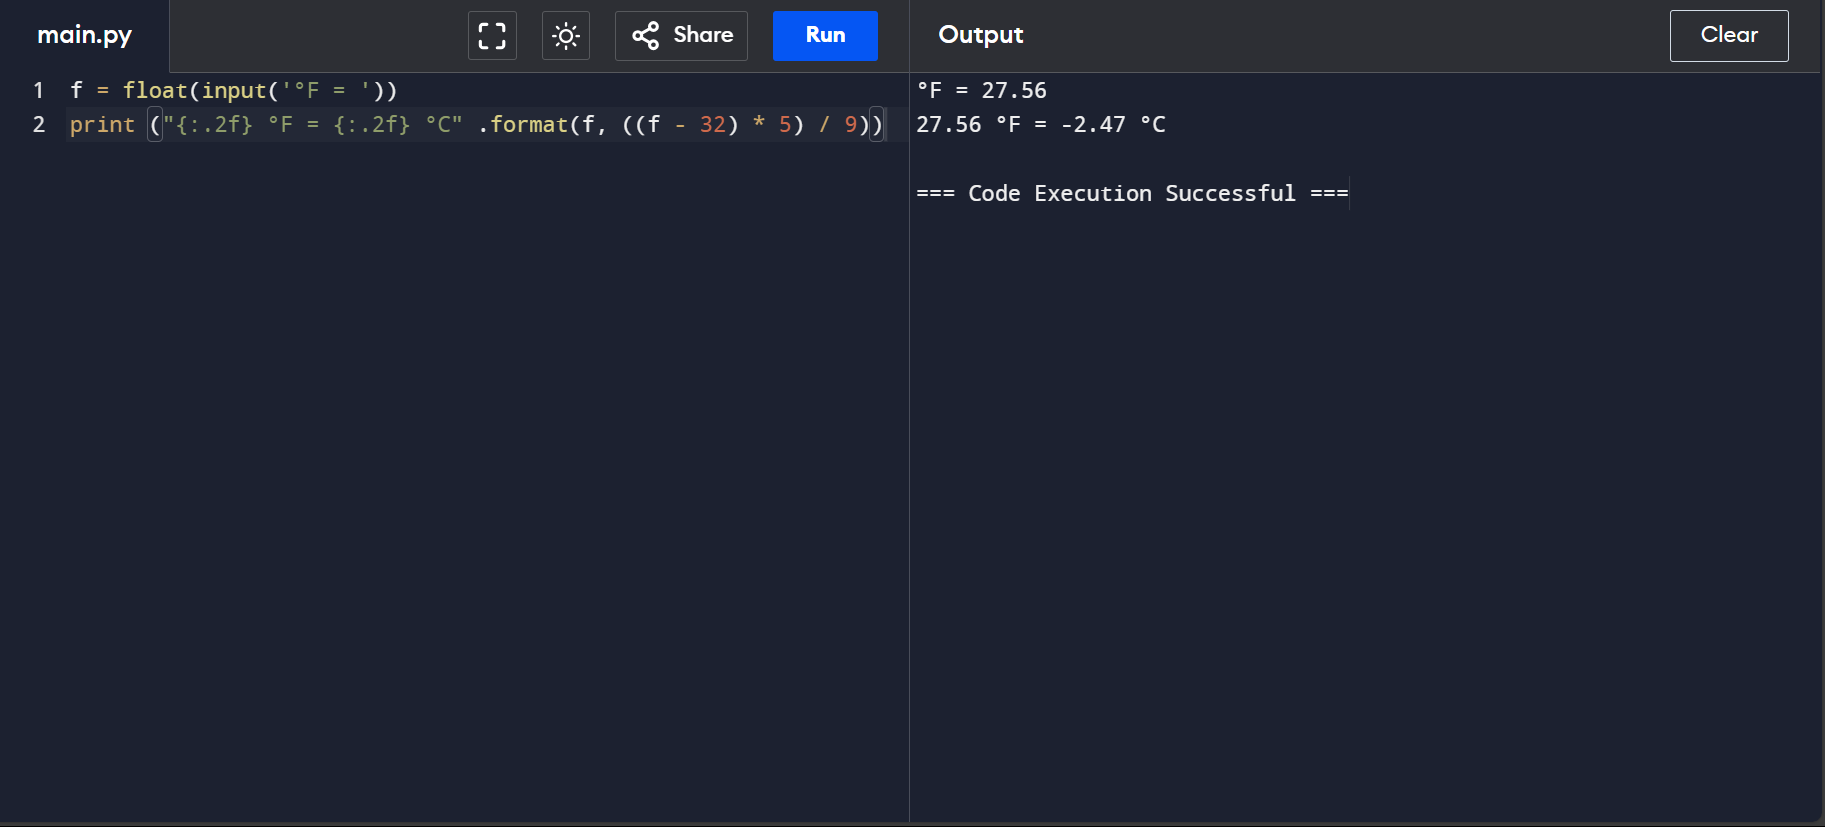 main.py
Share
Run
Output
Clear
1 f = float(input('°F = '))
2 print ("{:.2f} °F = {:.2f} °C" .format(f, ((f - 32) * 5) / 9))
°F = 27.56
27.56 °F = -2.47 °C
=== Code Execution Successful ===